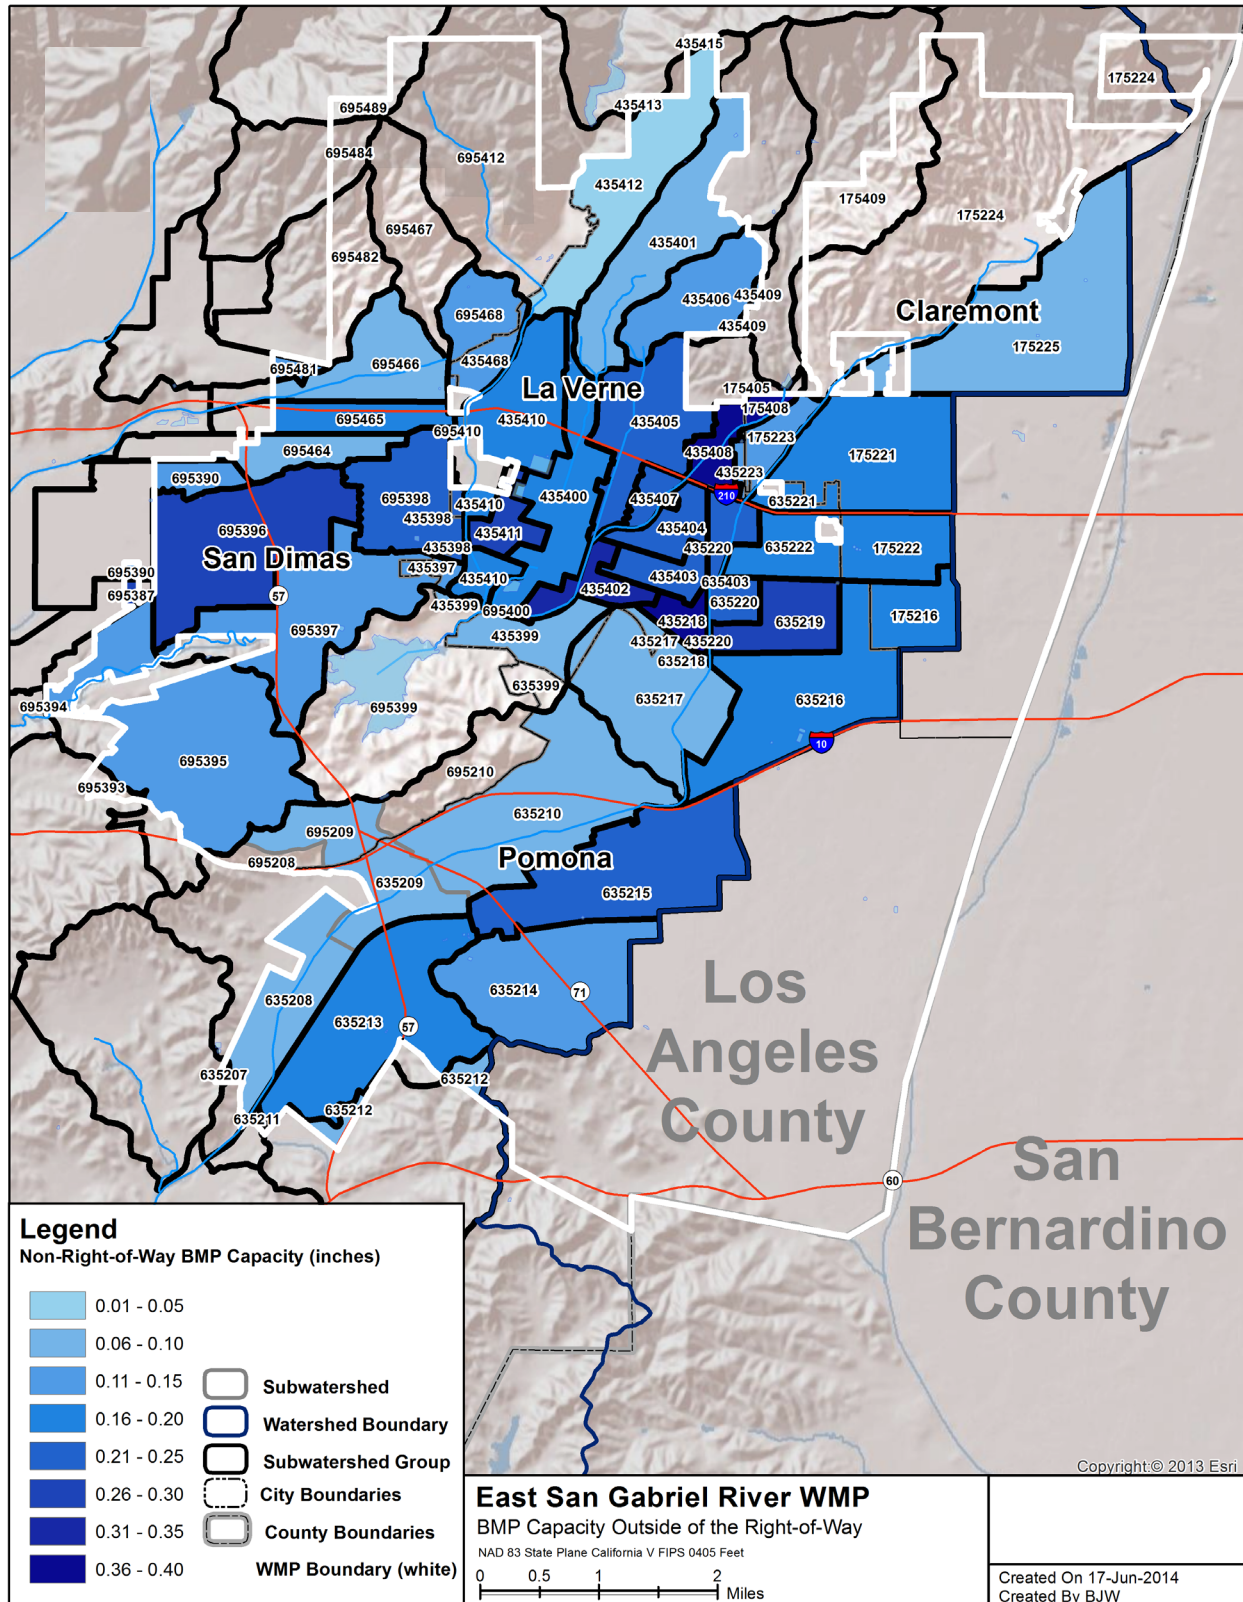 435415
175224
695489
435413
695484
695412
435412
175409
175224
695467
435401
695482
435406
435409
695468
435409
Claremont
175225
695481
695466
435468
La Verne
175405
175408
695465
435410
435405
695410
175223
695464
435408
175221
695390
435223
695398
435400
435407
210
635221
435410
435398
695396
435411
435404
San Dimas
435398
435220
635222
175222
695390
435397
435410
435403
635403
695387
435402
57
435399
695400
635220
175216
435218
635219
695397
435399
435217
435220
635218
635399
695394
695399
635217
635216
10
695395
695210
695393
635210
695209
Pomona
695208
635209
635215
Los
Angeles
County
635214
71
635208
635213
57
635207
635212
635212
635211
San
Bernardino
County
60
Legend
Non-Right-of-Way BMP Capacity (inches)
0.01 - 0.05
0.06 - 0.10
0.11 - 0.15
0.16 - 0.20
0.21 - 0.25
0.26 - 0.30
0.31 - 0.35
0.36 - 0.40
Subwatershed
Watershed Boundary
Subwatershed Group
City Boundaries
County Boundaries
WMP Boundary (white)
Copyright:© 2013 Esri
East San Gabriel River WMP
BMP Capacity Outside of the Right-of-Way
NAD 83 State Plane California V FIPS 0405 Feet
0 0.5 1 2
Miles
Created On 17-Jun-2014
Created By BJW